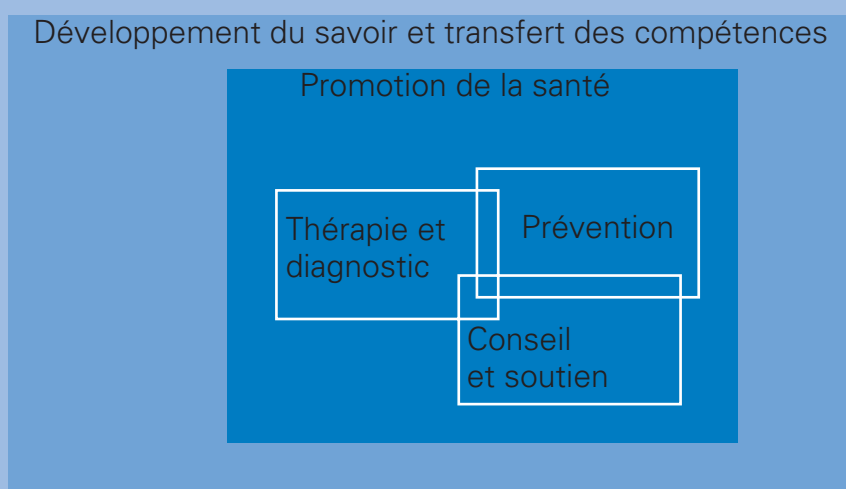 Développement du savoir et transfert des compétences
Promotion de la santé
Thérapie et
diagnostic
Prévention
Conseil
et soutien